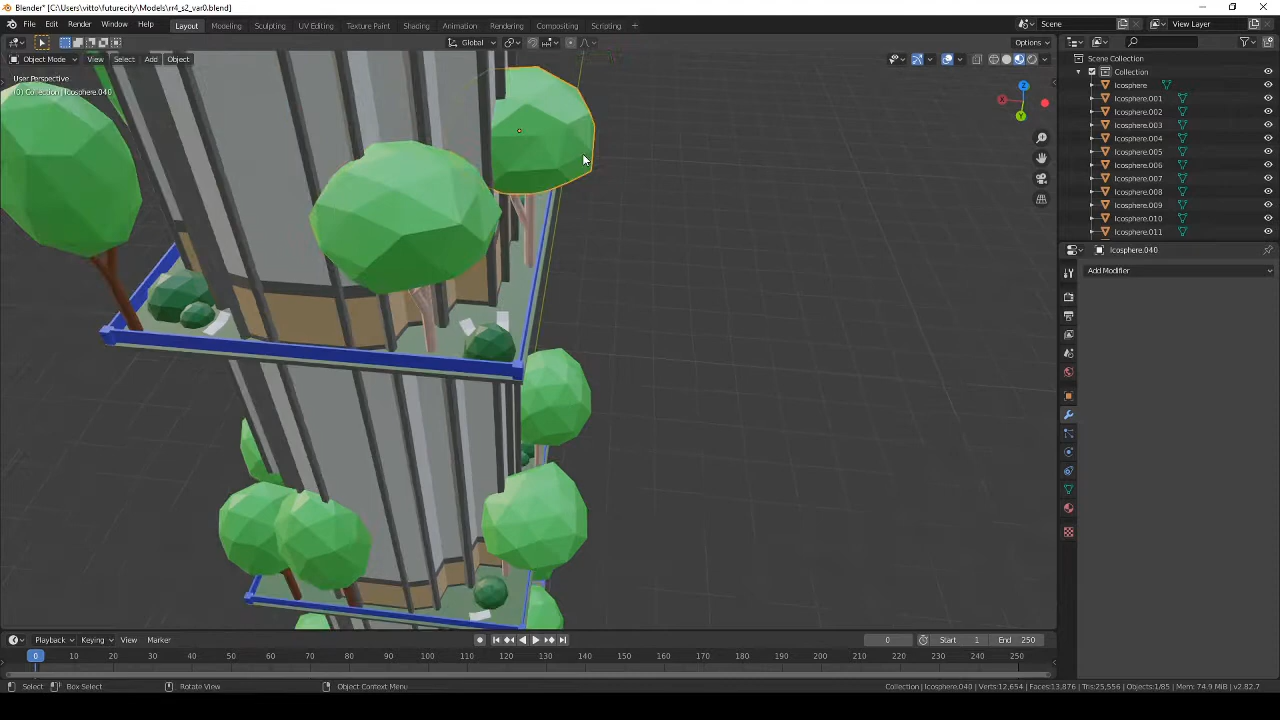 Blender* [C:\Users\vitto\futurecity\Models\r4_s2_var0.blend]
File Edit Render Window Help Layout Modeling Sculpting UV Editing Texture Paint Shading Animation Rendering Compositing Scripting + Scene View Layer
Global Options
Object Mode View Select Add Object
User Perspective
(0) Collection | Icosphere.040
Scene Collection
Collection
Icosphere
Icosphere.001
Icosphere.002
Icosphere.003
Icosphere.004
Icosphere.005
Icosphere.006
Icosphere.007
Icosphere.008
Icosphere.009
Icosphere.010
Icosphere.011
Icosphere.040
Add Modifier
X
Y
Z
Playback Keying View Marker 0 Start 1 End 250
0 10 20 30 40 50 60 70 80 90 100 110 120 130 140 150 160 170 180 190 200 210 220 230 240 250
Select Box Select Rotate View Object Context Menu Collection | Icosphere.040 | Verts:12,654 | Faces:13,876 | Tris:25,556 | Objects:1/85 | Mem: 74.9 MiB | v2.82.7